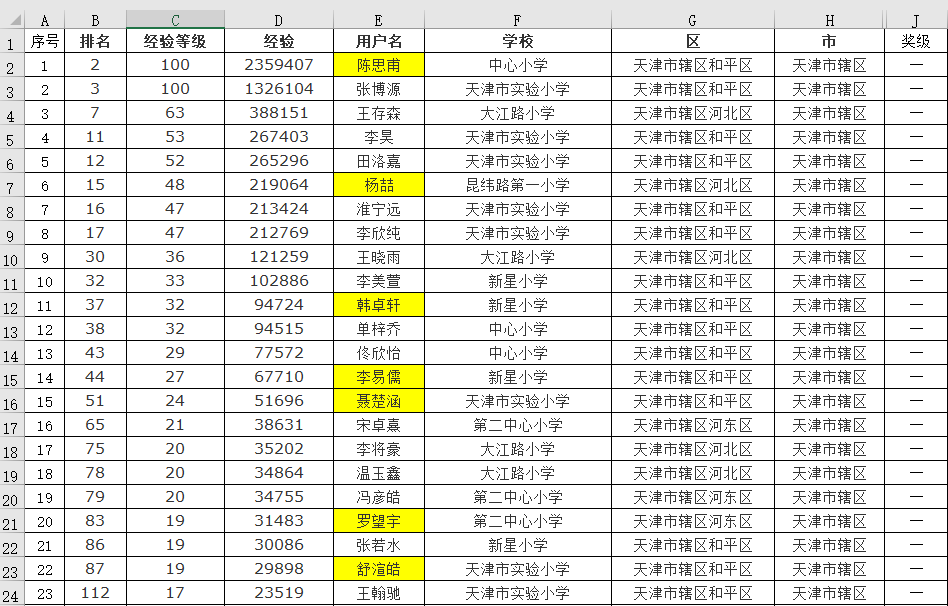 A B C D E F G H J
1 序号 排名 经验等级 经验 用户名 学校 区 市 奖级
2 1 2 100 2359407 陈思甫 中心小学 天津市辖区和平区 天津市辖区 一
3 2 3 100 1326104 张博源 天津市实验小学 天津市辖区和平区 天津市辖区 一
4 3 7 63 388151 王存森 大江路小学 天津市辖区河北区 天津市辖区 一
5 4 11 53 267403 李昊 天津市实验小学 天津市辖区和平区 天津市辖区 一
6 5 12 52 265296 田洛嘉 天津市实验小学 天津市辖区和平区 天津市辖区 一
7 6 15 48 219064 杨喆 昆纬路第一小学 天津市辖区河北区 天津市辖区 一
8 7 16 47 213424 淮宁远 天津市实验小学 天津市辖区和平区 天津市辖区 一
9 8 17 47 212769 李欣纯 天津市实验小学 天津市辖区和平区 天津市辖区 一
10 9 30 36 121259 王晓雨 大江路小学 天津市辖区河北区 天津市辖区 一
11 10 32 33 102886 李美萱 新星小学 天津市辖区和平区 天津市辖区 一
12 11 37 32 94724 韩卓轩 新星小学 天津市辖区和平区 天津市辖区 一
13 12 38 32 94515 单梓乔 中心小学 天津市辖区和平区 天津市辖区 一
14 13 43 29 77572 佟欣怡 中心小学 天津市辖区和平区 天津市辖区 一
15 14 44 27 67710 李易儒 新星小学 天津市辖区和平区 天津市辖区 一
16 15 51 24 51696 聂楚涵 天津市实验小学 天津市辖区和平区 天津市辖区 一
17 16 65 21 38631 宋卓熹 第二中心小学 天津市辖区河东区 天津市辖区 一
18 17 75 20 35202 李将豪 大江路小学 天津市辖区河北区 天津市辖区 一
19 18 78 20 34864 温玉鑫 大江路小学 天津市辖区河北区 天津市辖区 一
20 19 79 20 34755 冯彦皓 第二中心小学 天津市辖区河东区 天津市辖区 一
21 20 83 19 31483 罗望宇 第二中心小学 天津市辖区河东区 天津市辖区 一
22 21 86 19 30086 张若水 新星小学 天津市辖区和平区 天津市辖区 一
23 22 87 19 29898 舒渲皓 天津市实验小学 天津市辖区和平区 天津市辖区 一
24 23 112 17 23519 王翰驰 天津市实验小学 天津市辖区和平区 天津市辖区 一